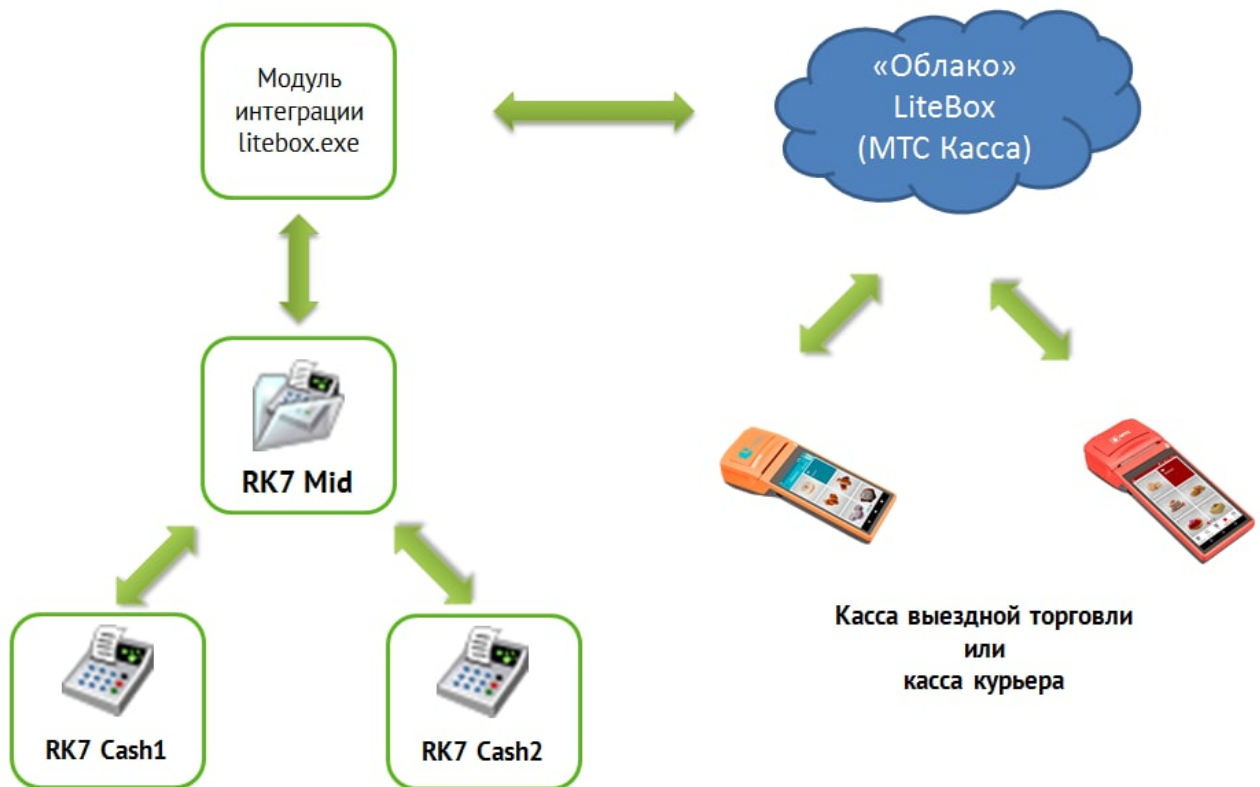 Модуль
интеграции
litebox.exe
«Облако»
LiteBox
(МТС Касса)
RK7 Mid
RK7 Cash1
RK7 Cash2
Касса выездной торговли
или
касса курьера